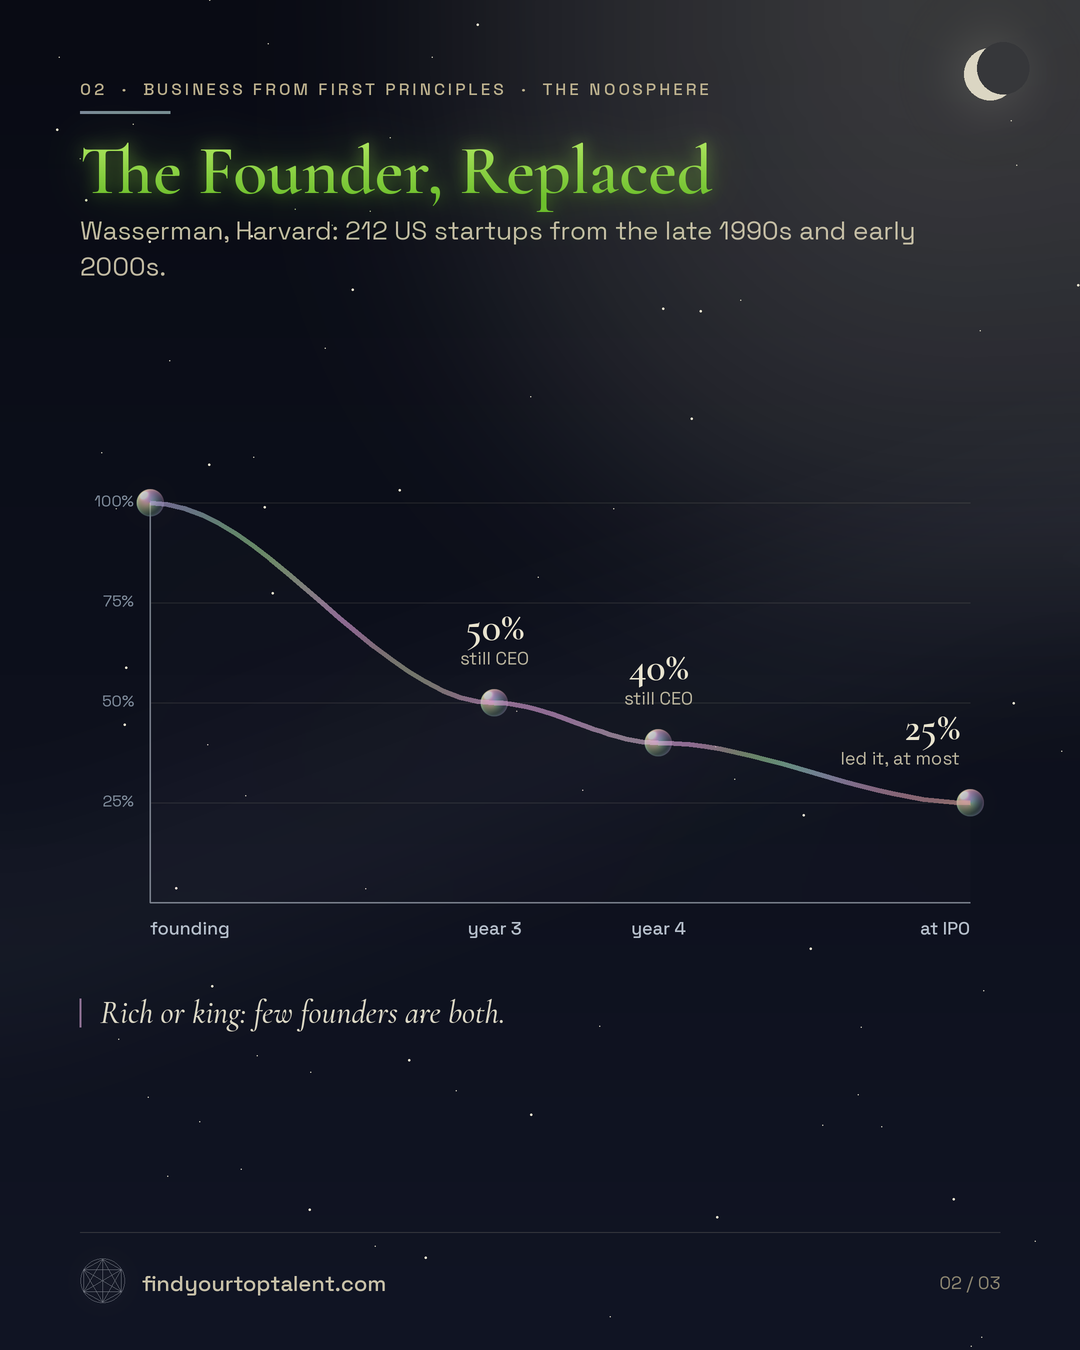 02 · BUSINESS FROM FIRST PRINCIPLES · THE NOOSPHERE
The Founder, Replaced
Wasserman, Harvard: 212 US startups from the late 1990s and early
2000s.
100%
75%
50%
still CEO
40%
still CEO
50%
25%
led it, at most
25%
founding
year 3
year 4
at IPO
Rich or king: few founders are both.
findyourtoptalent.com
02 / 03